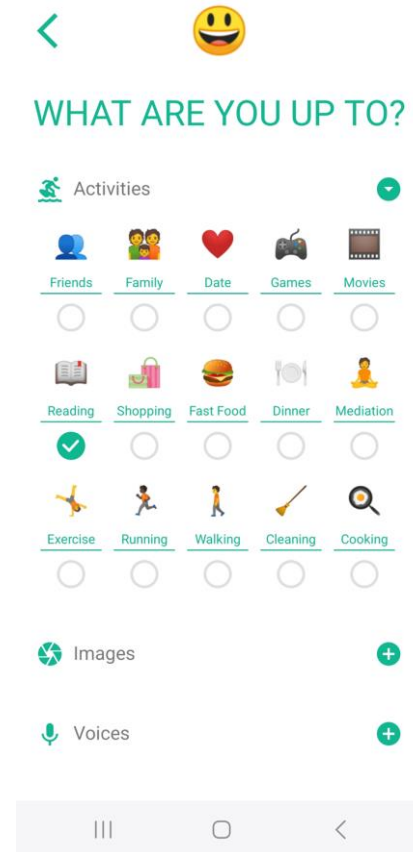 WHAT ARE YOU UP TO?
Activities
Friends Family Date Games Movies
Reading Shopping Fast Food Dinner Mediation
Exercise Running Walking Cleaning Cooking
Images
Voices